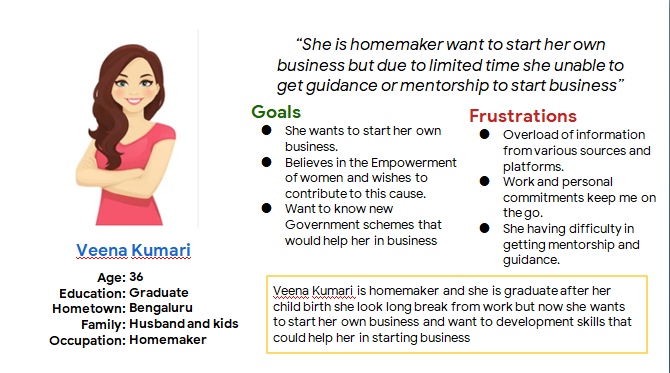 “She is homemaker want to start her own
business but due to limited time she unable to
get guidance or mentorship to start business”
Goals
● She wants to start her own
business.
● Believes in the Empowerment
of women and wishes to
contribute to this cause.
● Want to know new
Government schemes that
would help her in business
Frustrations
● Overload of information
from various sources and
platforms.
● Work and personal
commitments keep me on
the go.
● She having difficulty in
getting mentorship and
guidance.
Veena Kumari
Age: 36
Education: Graduate
Hometown: Bengaluru
Family: Husband and kids
Occupation: Homemaker
Veena Kumari is homemaker and she is graduate after her
child birth she look long break from work but now she wants
to start her own business and want to development skills that
could help her in starting business